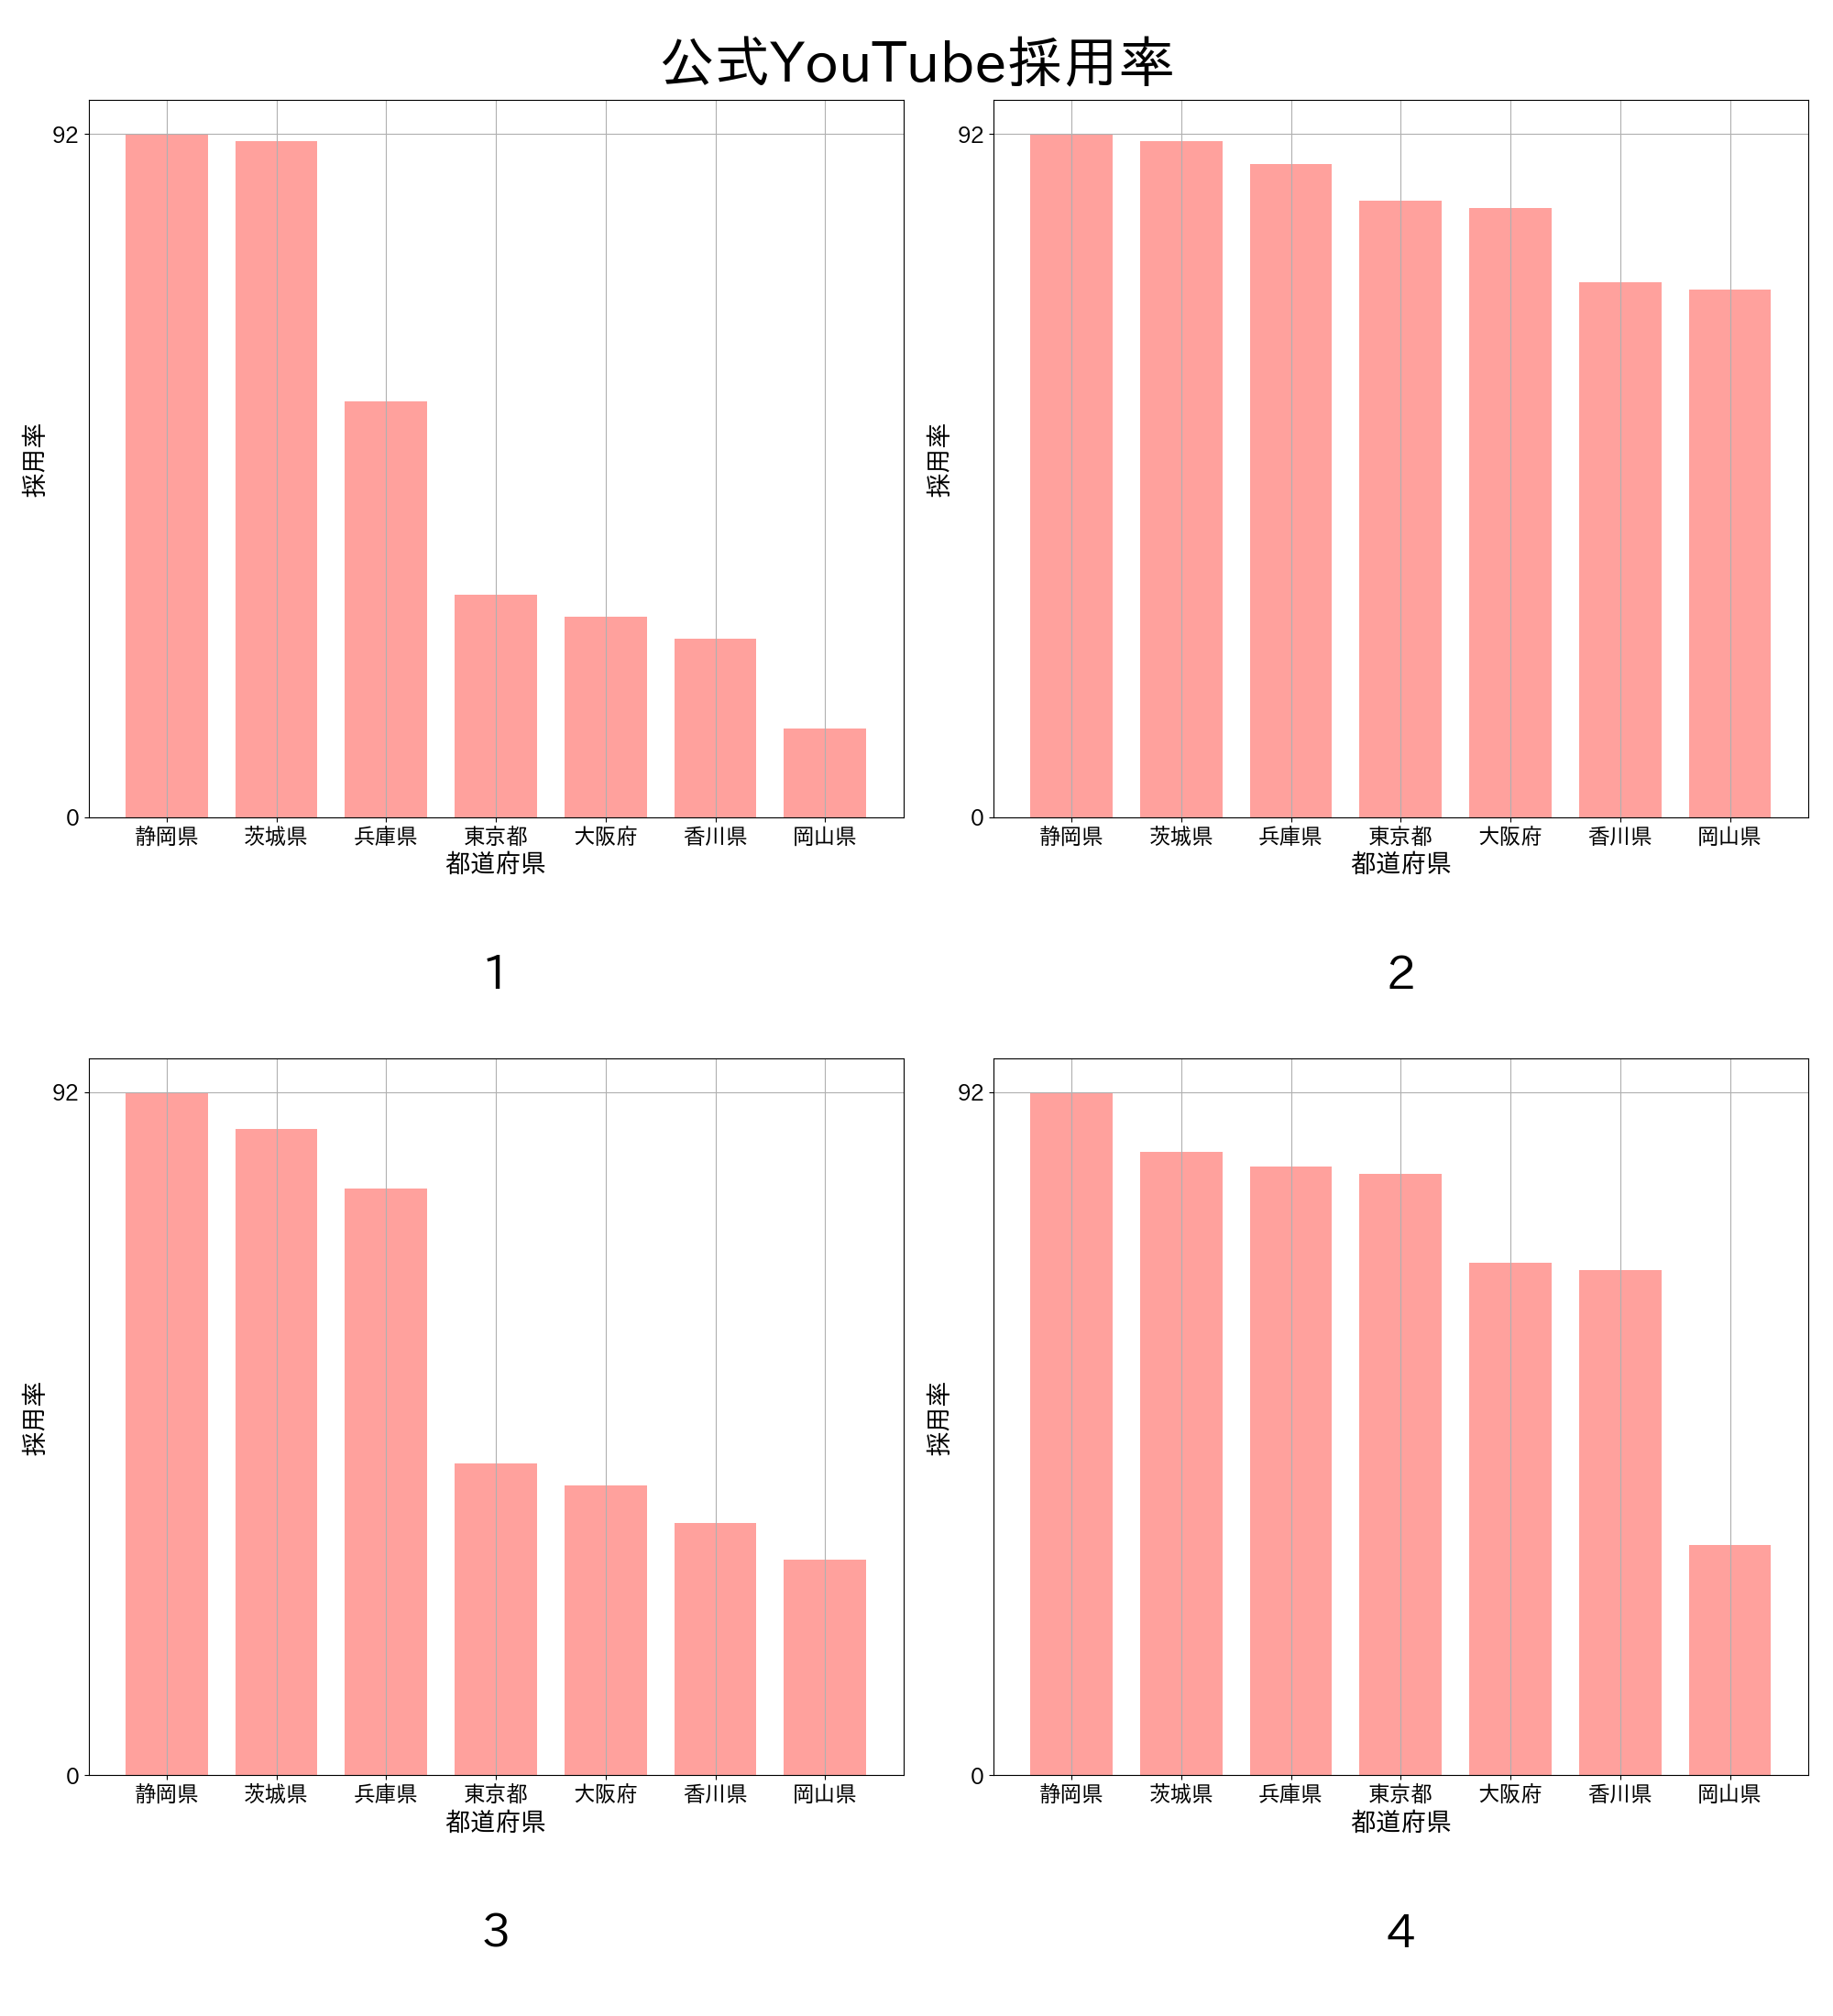 公式YouTube採用率
92
0
採用率
静岡県 茨城県 兵庫県 東京都 大阪府 香川県 岡山県
都道府県
1
92
0
採用率
静岡県 茨城県 兵庫県 東京都 大阪府 香川県 岡山県
都道府県
2
92
0
採用率
静岡県 茨城県 兵庫県 東京都 大阪府 香川県 岡山県
都道府県
3
92
0
採用率
静岡県 茨城県 兵庫県 東京都 大阪府 香川県 岡山県
都道府県
4